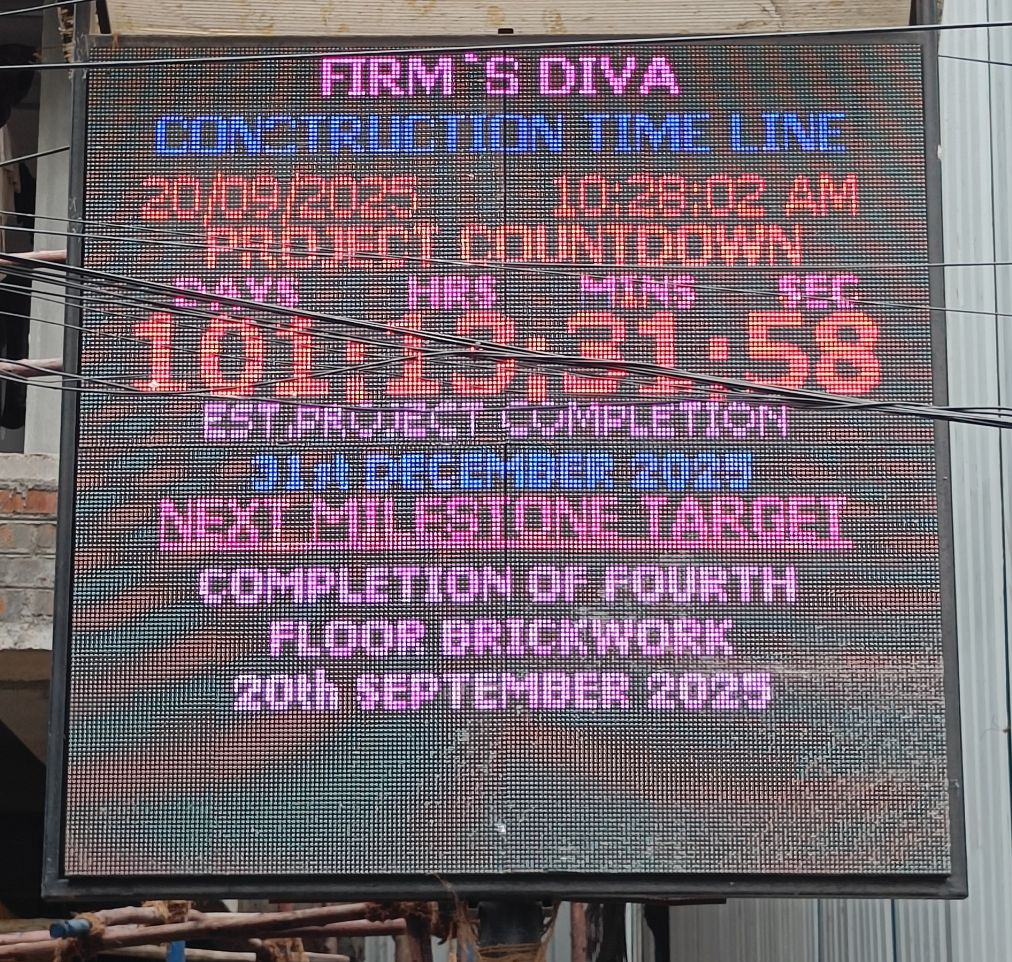 FIRM`S DIVA
CONSTRUCTION TIME LINE
20/09/2025 10:28:02 AM
PROJECT COUNTDOWN
DAYS HRS MINS SEC
101:13:31:58
EST.PROJECT COMPLETION
31st DECEMBER 2025
NEXT MILESTONE TARGET
COMPLETION OF FOURTH
FLOOR BRICKWORK
20th SEPTEMBER 2025